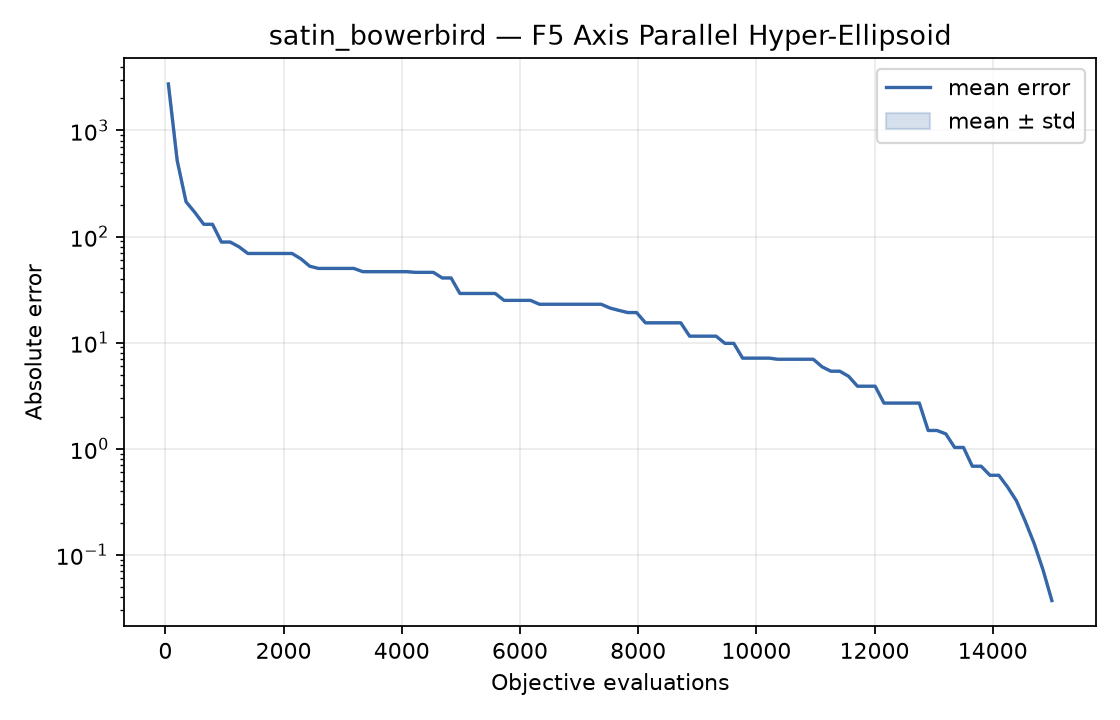 satin_bowerbird — F5 Axis Parallel Hyper-Ellipsoid
mean error
mean ± std
Absolute error
10³
10²
10¹
10⁰
10⁻¹
0 2000 4000 6000 8000 10000 12000 14000
Objective evaluations